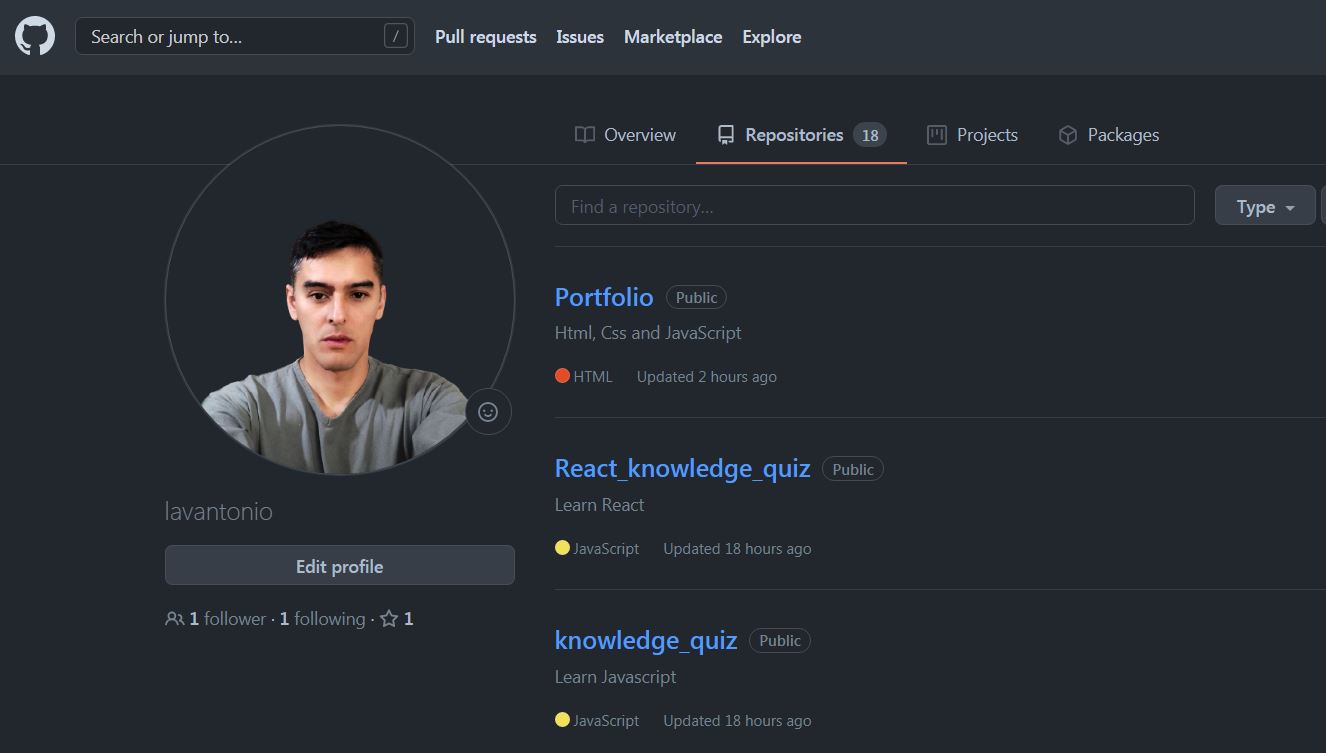 Search or jump to... /
Pull requests Issues Marketplace Explore
Overview Repositories 18 Projects Packages
Find a repository... Type
Portfolio Public
Html, Css and JavaScript
HTML Updated 2 hours ago
React_knowledge_quiz Public
Learn React
JavaScript Updated 18 hours ago
knowledge_quiz Public
Learn Javascript
JavaScript Updated 18 hours ago
lavantonio
Edit profile
1 follower · 1 following · 1